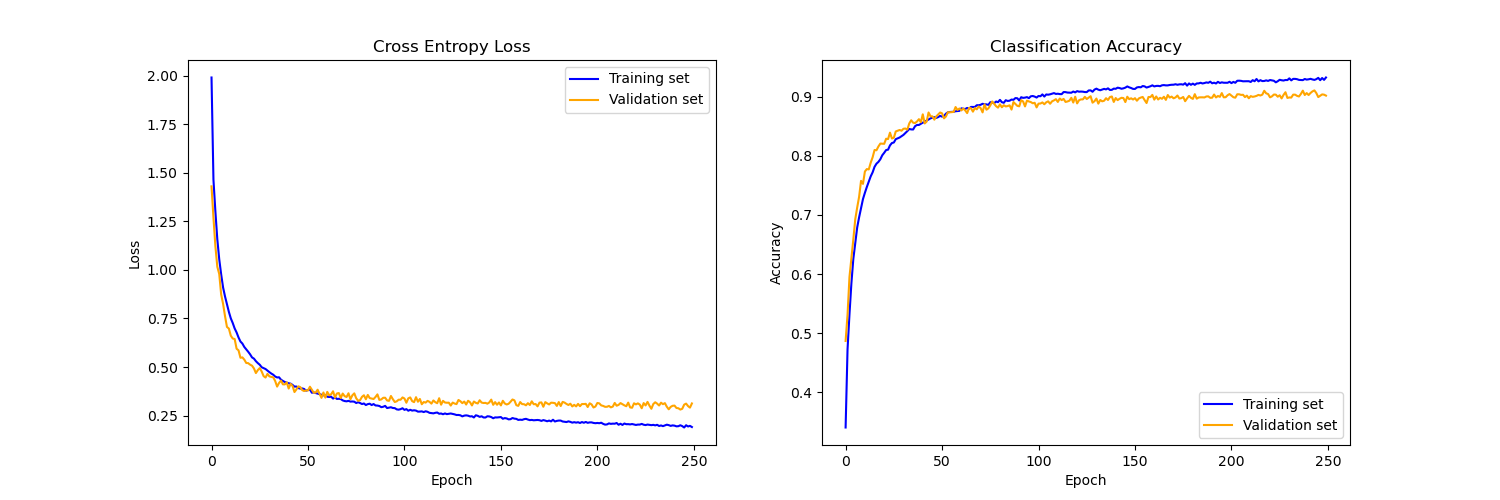 Cross Entropy Loss
2.00
1.75
1.50
1.25
1.00
0.75
0.50
0.25
Loss
0
50
100
150
200
250
Epoch
Training set
Validation set
Classification Accuracy
0.9
0.8
0.7
0.6
0.5
0.4
Accuracy
0
50
100
150
200
250
Epoch
Training set
Validation set